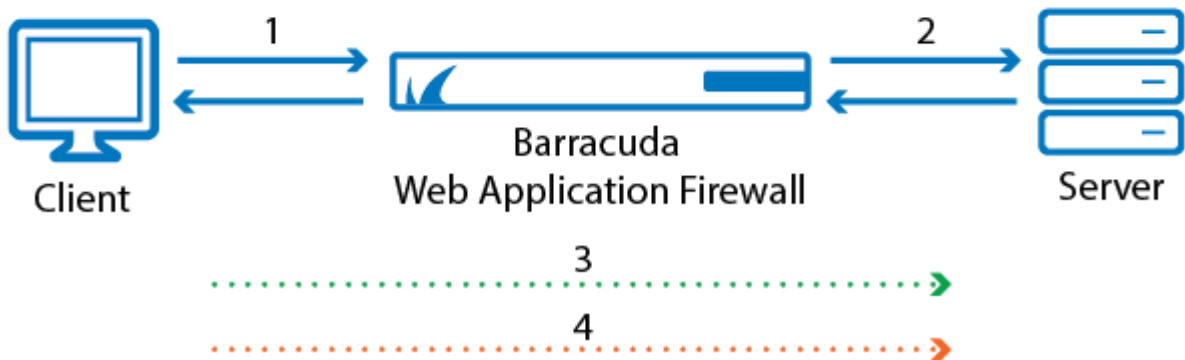 1
2
Client
Barracuda
Web Application Firewall
Server
3
4